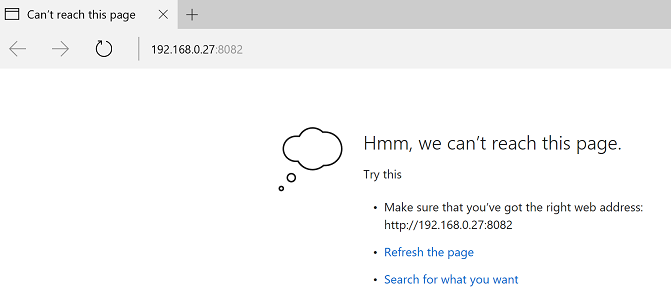 Can't reach this page
192.168.0.27:8082
Hmm, we can't reach this page.
Try this
• Make sure that you've got the right web address:
http://192.168.0.27:8082
• Refresh the page
• Search for what you want